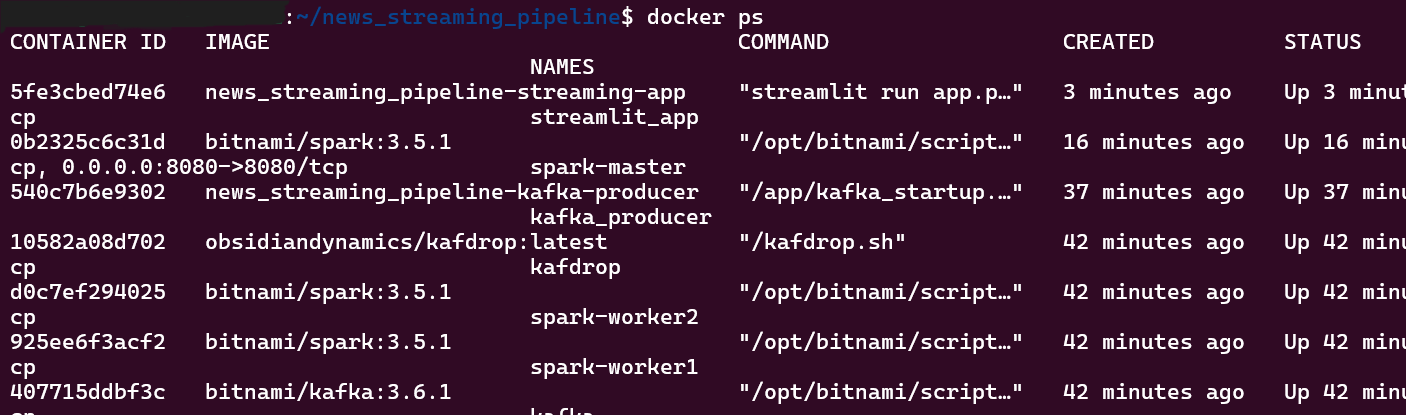 :~/news_streaming_pipeline$ docker ps
CONTAINER ID   IMAGE                                    COMMAND                  CREATED          STATUS
                                        NAMES
5fe3cbed74e6   news_streaming_pipeline-streaming-app    "streamlit run app.p…"   3 minutes ago    Up 3 minut
cp                                      streamlit_app
0b2325c6c31d   bitnami/spark:3.5.1                      "/opt/bitnami/script…"   16 minutes ago   Up 16 minu
cp, 0.0.0.0:8080->8080/tcp              spark-master
540c7b6e9302   news_streaming_pipeline-kafka-producer   "/app/kafka_startup.…"   37 minutes ago   Up 37 minu
                                        kafka_producer
10582a08d702   obsidiandynamics/kafdrop:latest          "/kafdrop.sh"            42 minutes ago   Up 42 minu
cp                                      kafdrop
d0c7ef294025   bitnami/spark:3.5.1                      "/opt/bitnami/script…"   42 minutes ago   Up 42 minu
cp                                      spark-worker2
925ee6f3acf2   bitnami/spark:3.5.1                      "/opt/bitnami/script…"   42 minutes ago   Up 42 minu
cp                                      spark-worker1
407715ddbf3c   bitnami/kafka:3.6.1                      "/opt/bitnami/script…"   42 minutes ago   Up 42 minu
cp                                      kafka